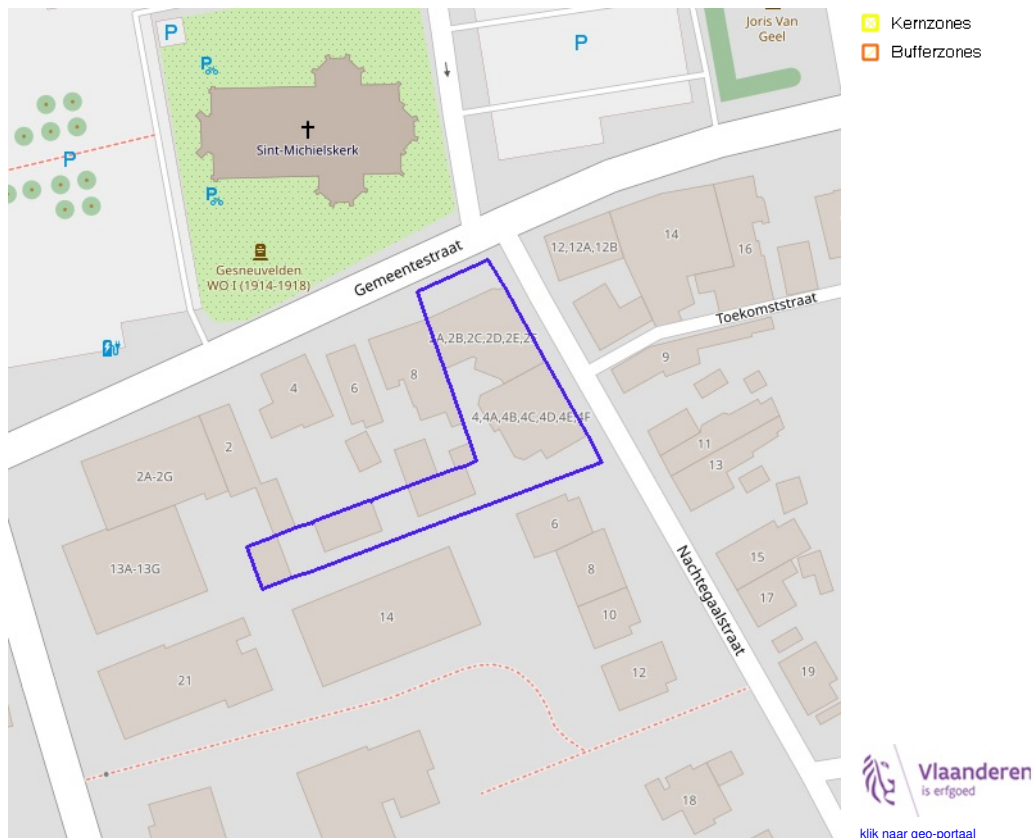 Kernzones
Bufferzones
P
P
P
Joris Van
Geel
Sint-Michielskerk
P
P
Gesneuvelden
WO I (1914-1918)
Gemeentestraat
12,12A,12B
14
16
Toekomststraat
2A,2B,2C,2D,2E,2F
9
8
4
6
4,4A,4B,4C,4D,4E,4F
2
11
13
2A-2G
6
13A-13G
8
15
Nachtegaalstraat
17
10
14
12
19
21
18
Vlaanderen
is erfgoed
klik naar geo-portaal